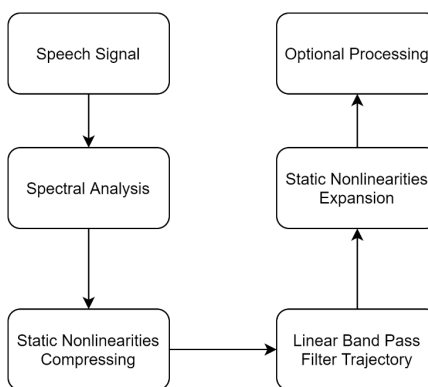 Speech Signal
Spectral Analysis
Static Nonlinearities
Compressing
Linear Band Pass
Filter Trajectory
Static Nonlinearities
Expansion
Optional Processing